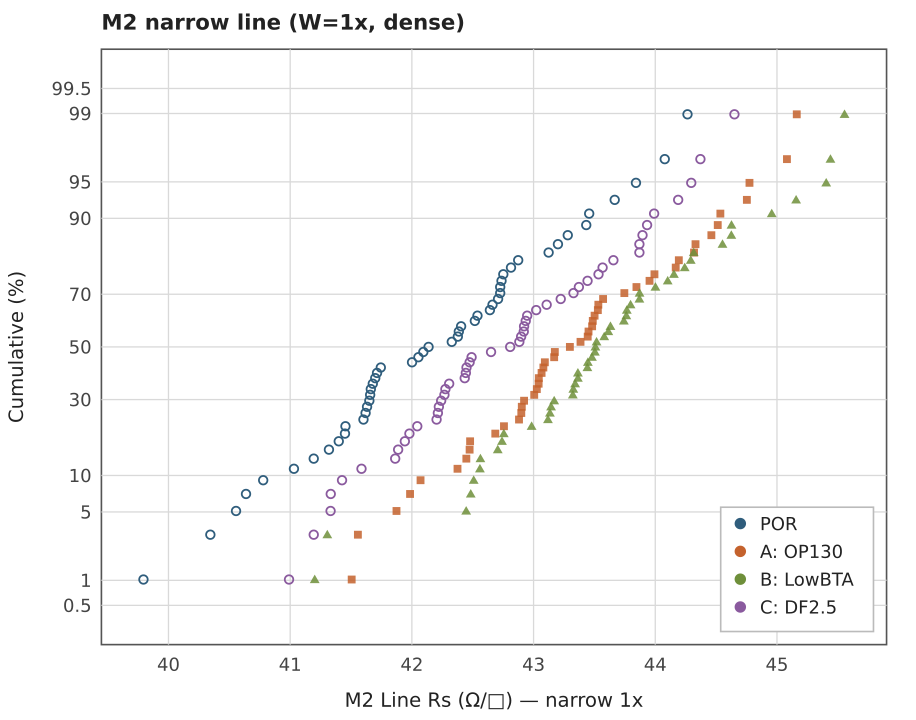 M2 narrow line (W=1x, dense)
99.5
99
95
90
70
50
30
10
5
1
0.5
Cumulative (%)
POR
A: OP130
B: LowBTA
C: DF2.5
40 41 42 43 44 45
M2 Line Rs (Ω/□) — narrow 1x